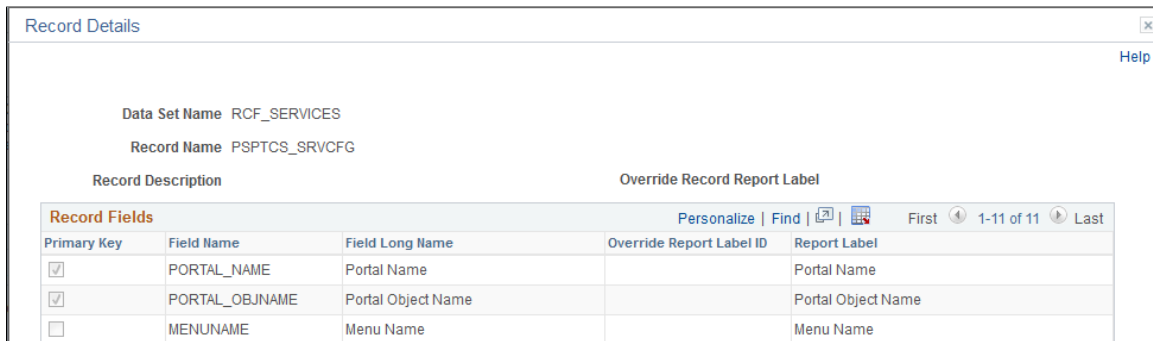 Record Details
Help
Data Set Name RCF_SERVICES
Record Name PSPTCS_SRVCFG
Record Description Override Record Report Label
Record Fields Personalize | Find | | First 1-11 of 11 Last
Primary Key Field Name Field Long Name Override Report Label ID Report Label
PORTAL_NAME Portal Name Portal Name
PORTAL_OBJNAME Portal Object Name Portal Object Name
MENUNAME Menu Name Menu Name